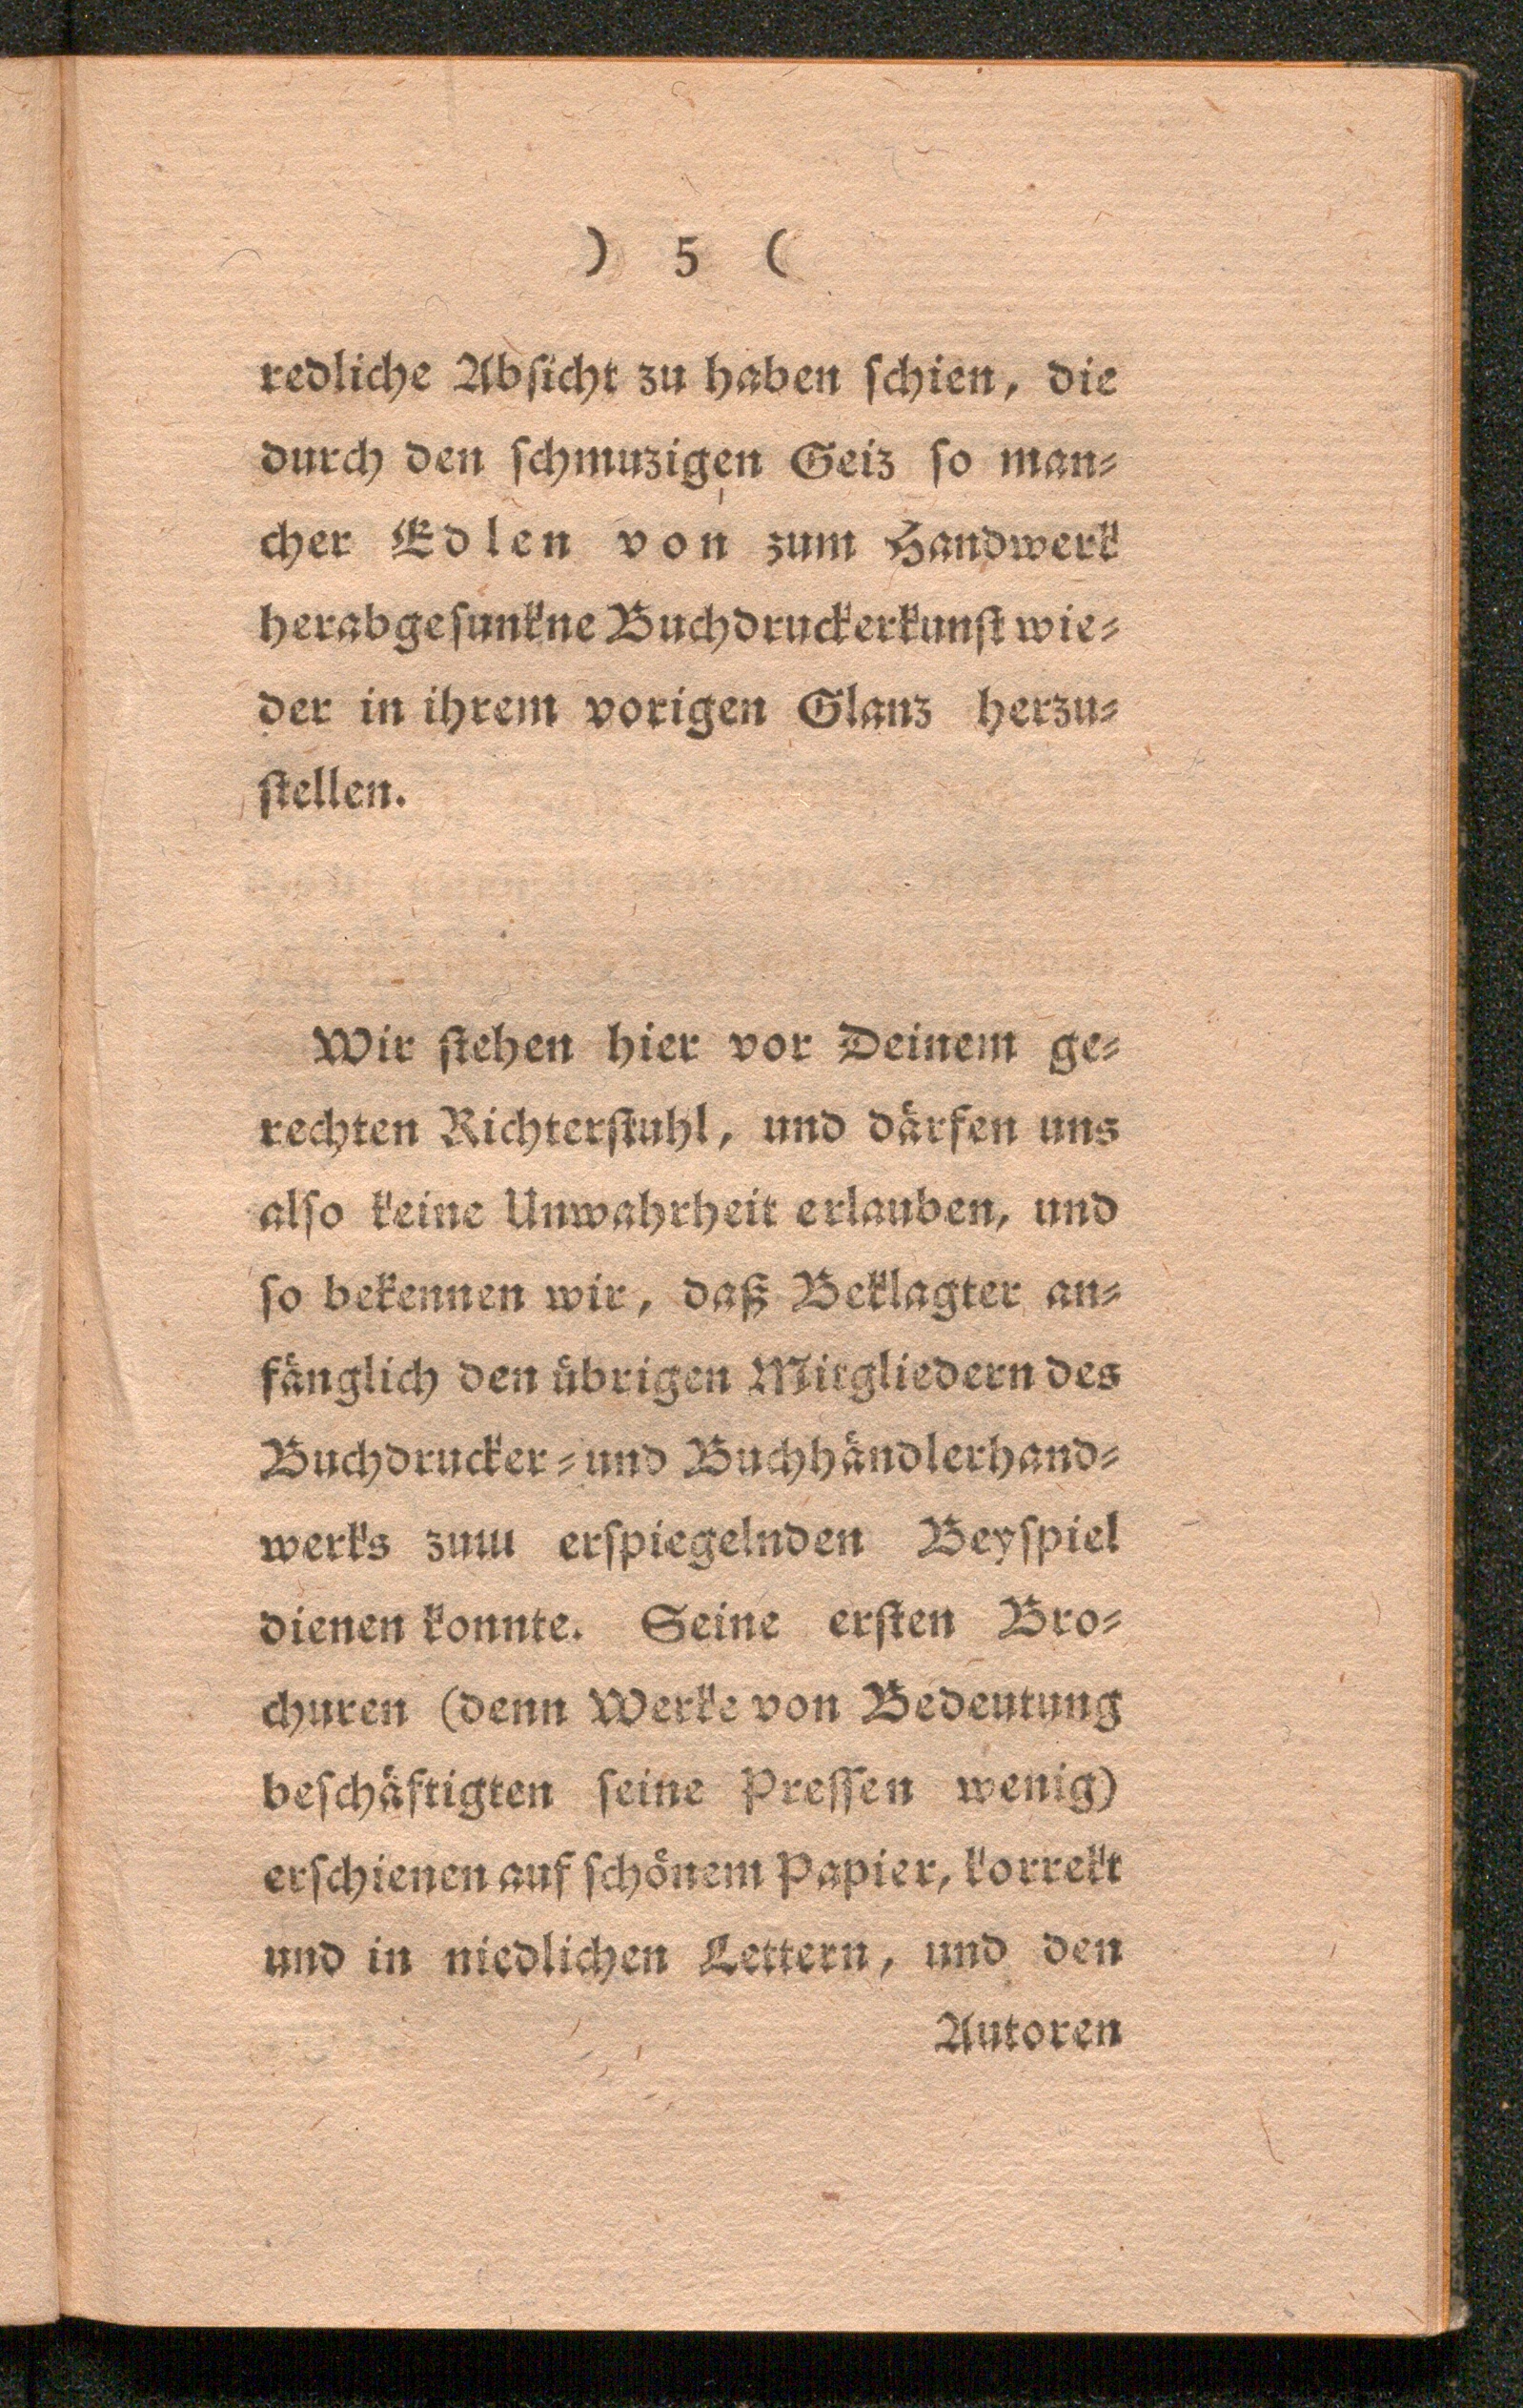 ) 5 (
redliche Absicht zu haben schien, die
durch den schmuzigen Geiz so man⸗
cher Edlen von zum Handwerk
herabgesunkne Buchdruckerkunst wie⸗
der in ihrem vorigen Glanz herzu⸗
stellen.
Wir stehen hier vor Deinem ge⸗
rechten Richterstuhl, und därfen uns
also keine Unwahrheit erlauben, und
so bekennen wir, daß Beklagter an⸗
fänglich den übrigen Mitgliedern des
Buchdrucker⸗und Buchhändlerhand⸗
werks zum erspiegelnden Beyspiel
dienen konnte. Seine ersten Bro⸗
churen (denn Werke von Bedeutung
beschäftigten seine Pressen wenig)
erschienen auf schönem Papier, korrekt
und in niedlichen Lettern, und den
Autoren